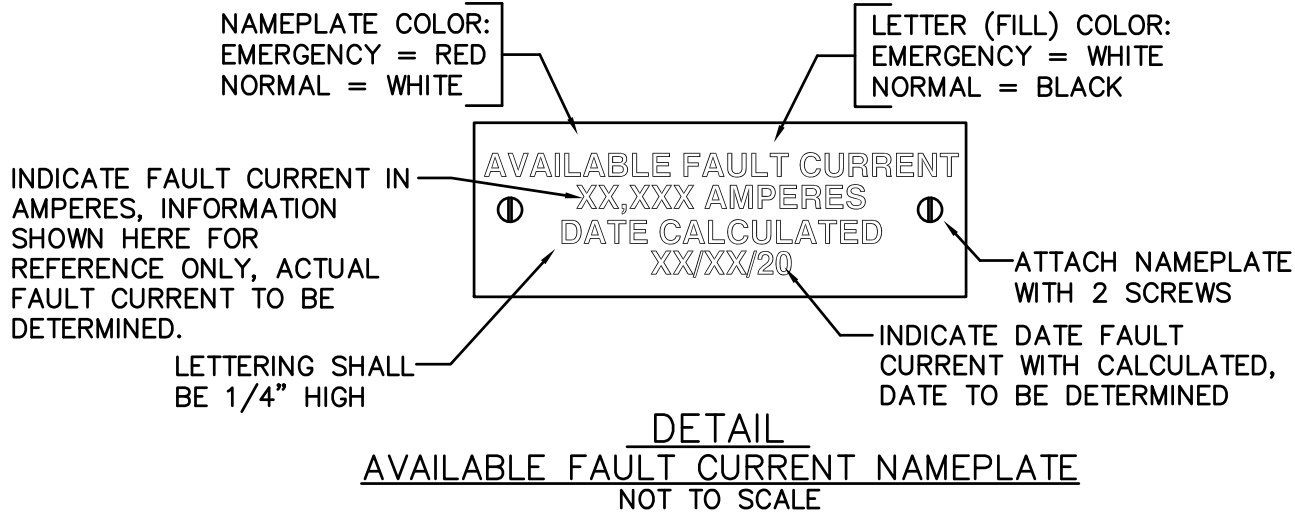 NAMEPLATE COLOR:
EMERGENCY = RED
NORMAL = WHITE
LETTER (FILL) COLOR:
EMERGENCY = WHITE
NORMAL = BLACK
AVAILABLE FAULT CURRENT
XX,XXX AMPERES
DATE CALCULATED
XX/XX/20
INDICATE FAULT CURRENT IN
AMPERES, INFORMATION
SHOWN HERE FOR
REFERENCE ONLY, ACTUAL
FAULT CURRENT TO BE
DETERMINED.
LETTERING SHALL
BE 1/4" HIGH
ATTACH NAMEPLATE
WITH 2 SCREWS
INDICATE DATE FAULT
CURRENT WITH CALCULATED,
DATE TO BE DETERMINED
DETAIL
AVAILABLE FAULT CURRENT NAMEPLATE
NOT TO SCALE